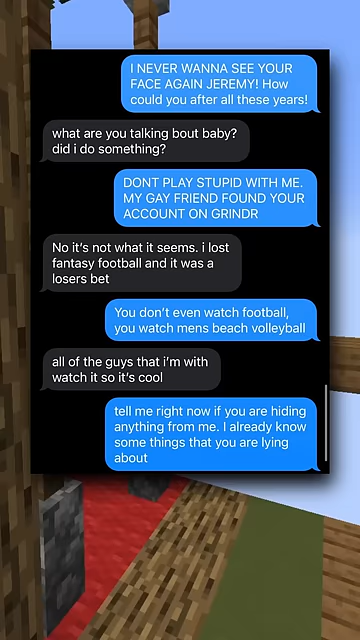 I NEVER WANNA SEE YOUR
FACE AGAIN JEREMY! How
could you after all these years!
what are you talking bout baby?
did i do something?
DONT PLAY STUPID WITH ME.
MY GAY FRIEND FOUND YOUR
ACCOUNT ON GRINDR
No it’s not what it seems. i lost
fantasy football and it was a
losers bet
You don’t even watch football,
you watch mens beach volleyball
all of the guys that i’m with
watch it so it’s cool
tell me right now if you are hiding
anything from me. I already know
some things that you are lying
about